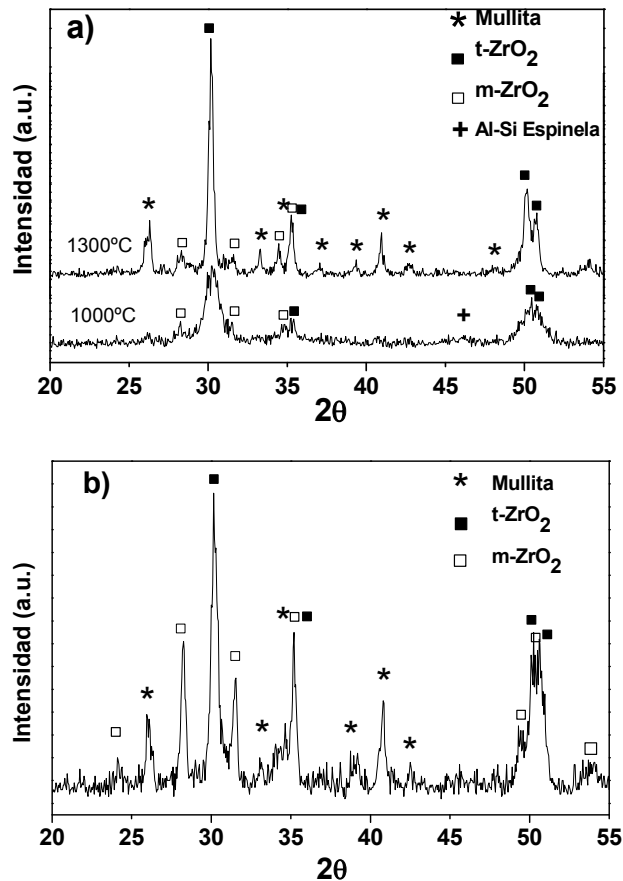 a)
* Mullita
■ t-ZrO2
□ m-ZrO2
+ Al-Si Espinela
Intensidad (a.u.)
1300ºC
1000ºC
20 25 30 35 40 45 50 55
2θ
b)
* Mullita
■ t-ZrO2
□ m-ZrO2
Intensidad (a.u.)
20 25 30 35 40 45 50 55
2θ